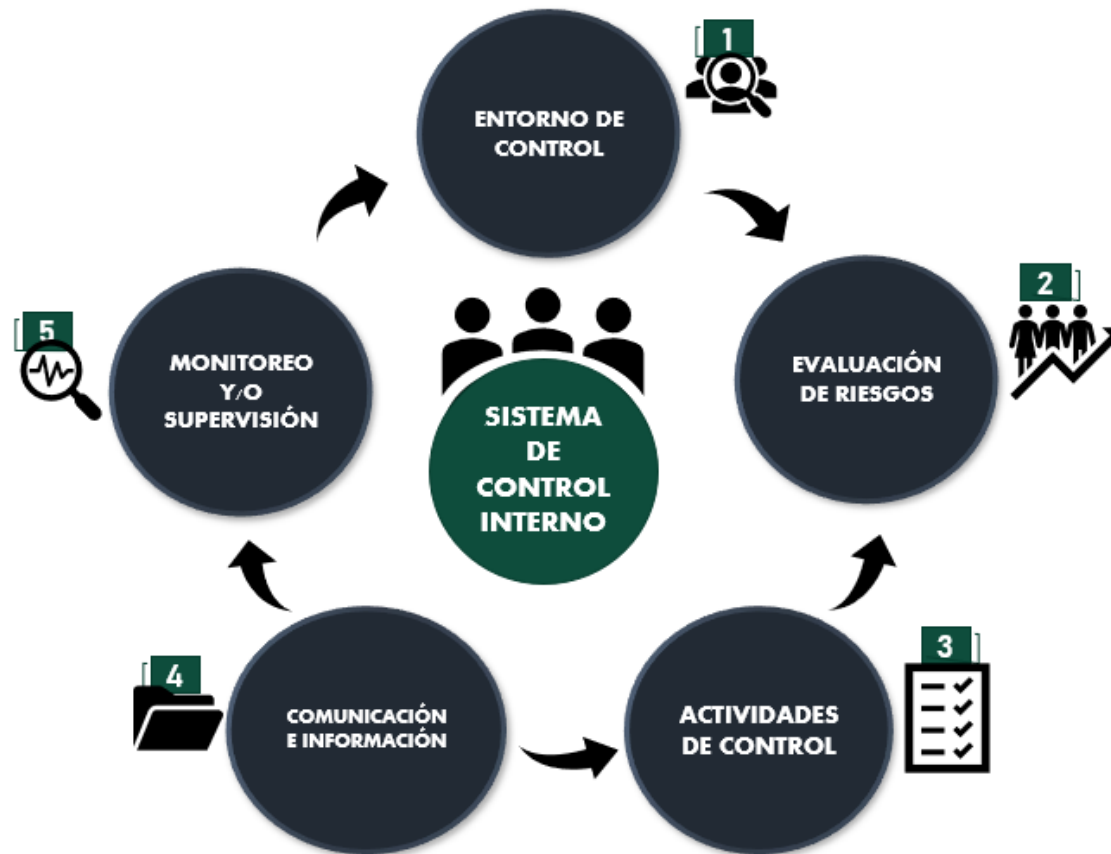 1
ENTORNO DE
CONTROL
2
EVALUACIÓN
DE RIESGOS
3
ACTIVIDADES
DE CONTROL
4
COMUNICACIÓN
E INFORMACIÓN
5
MONITOREO
Y/O
SUPERVISIÓN
SISTEMA
DE
CONTROL
INTERNO